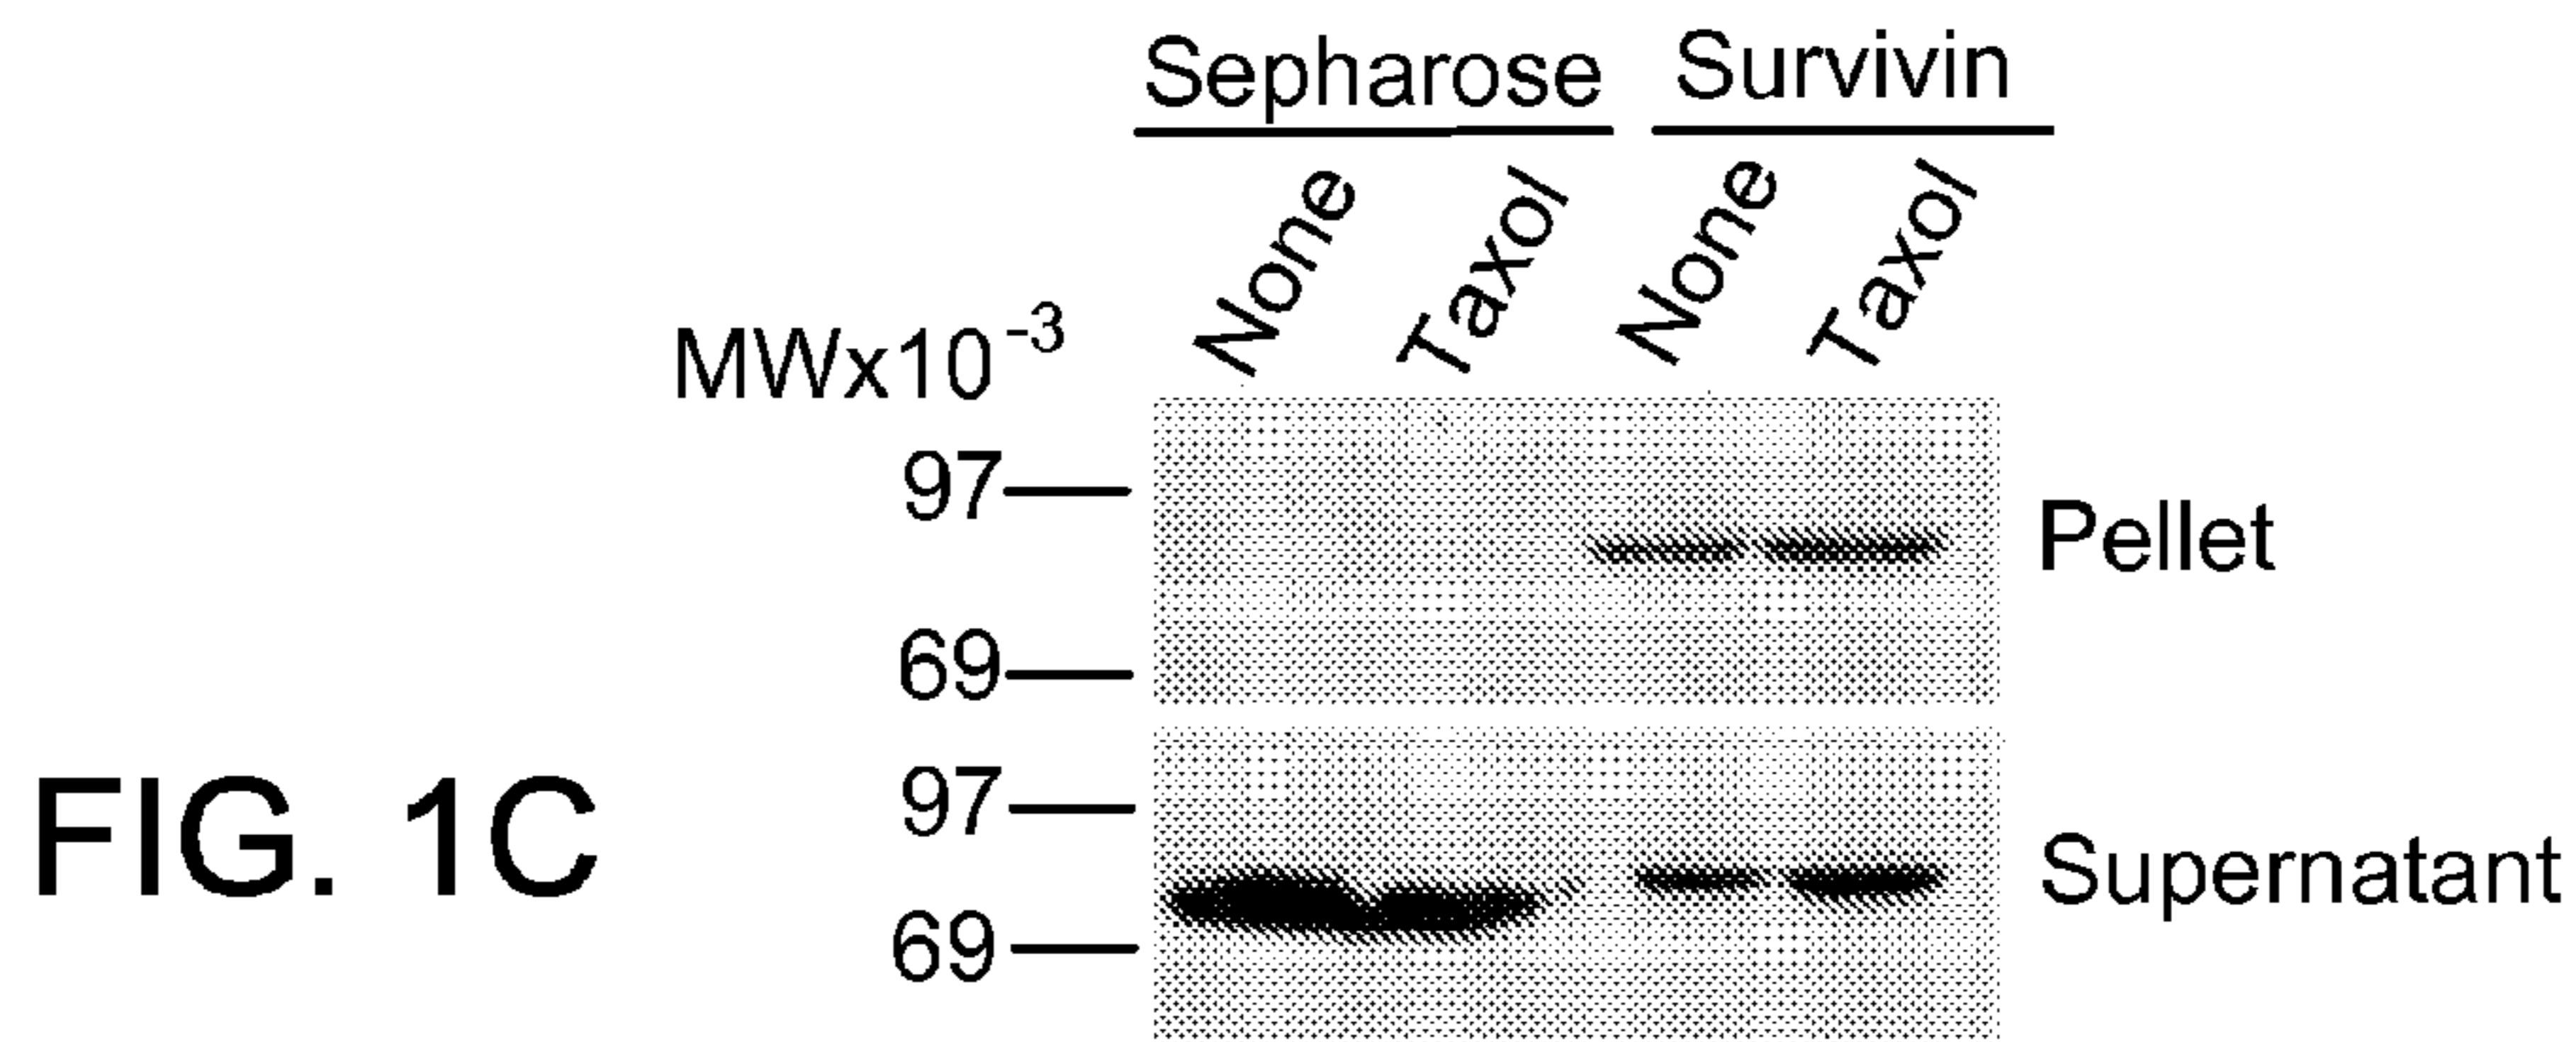 Sepharose Survivin
None Taxol None Taxol
MWx10-3
97
Pellet
69
97
Supernatant
69
FIG. 1C